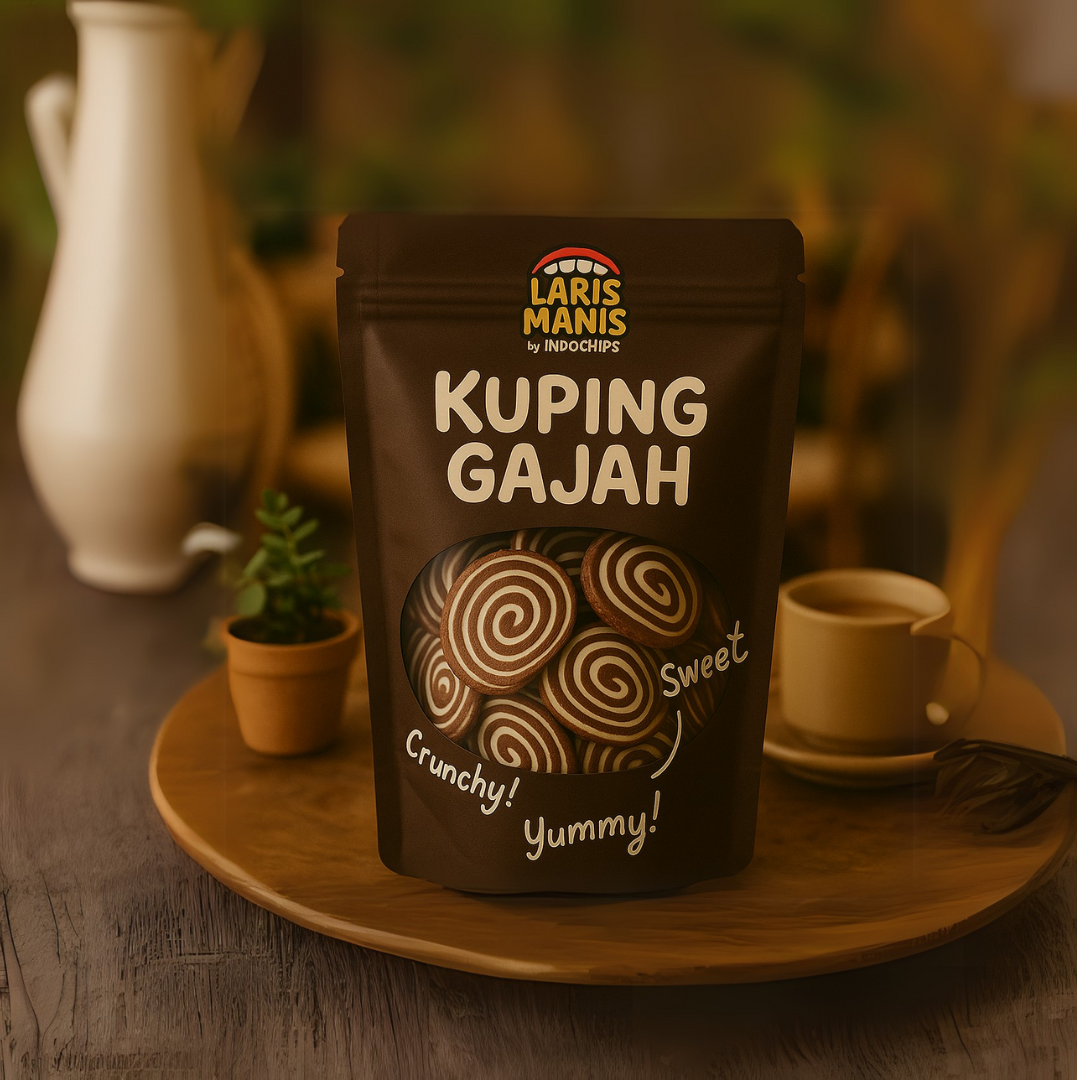 LARIS
MANIS
by INDOCHIPS
KUPING
GAJAH
Sweet
Crunchy!
Yummy!